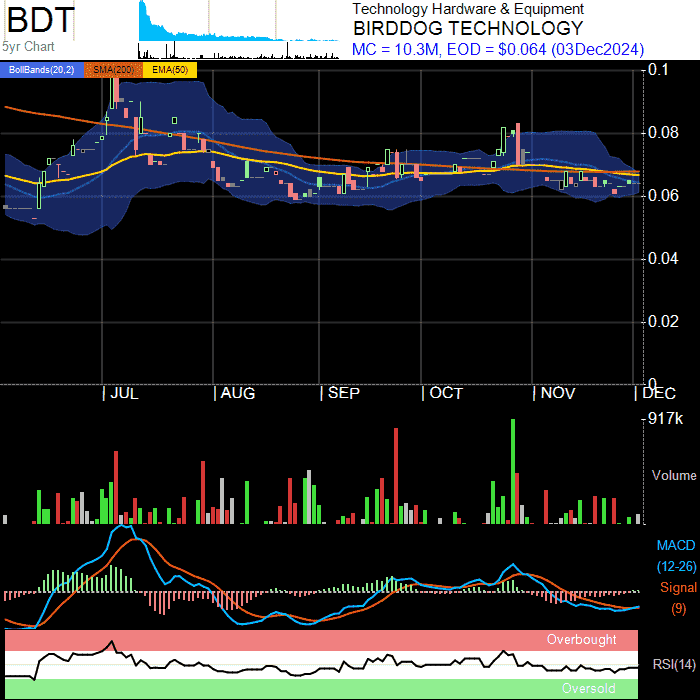 BDT
5yr Chart
Technology Hardware & Equipment
BIRDDOG TECHNOLOGY
MC = 10.3M, EOD = $0.064 (03Dec2024)
BollBands(20,2) SMA(200) EMA(50)
0.1
0.08
0.06
0.04
0.02
0
JUL AUG SEP OCT NOV DEC
917k
Volume
MACD
(12-26)
Signal
(9)
Overbought
RSI(14)
Oversold